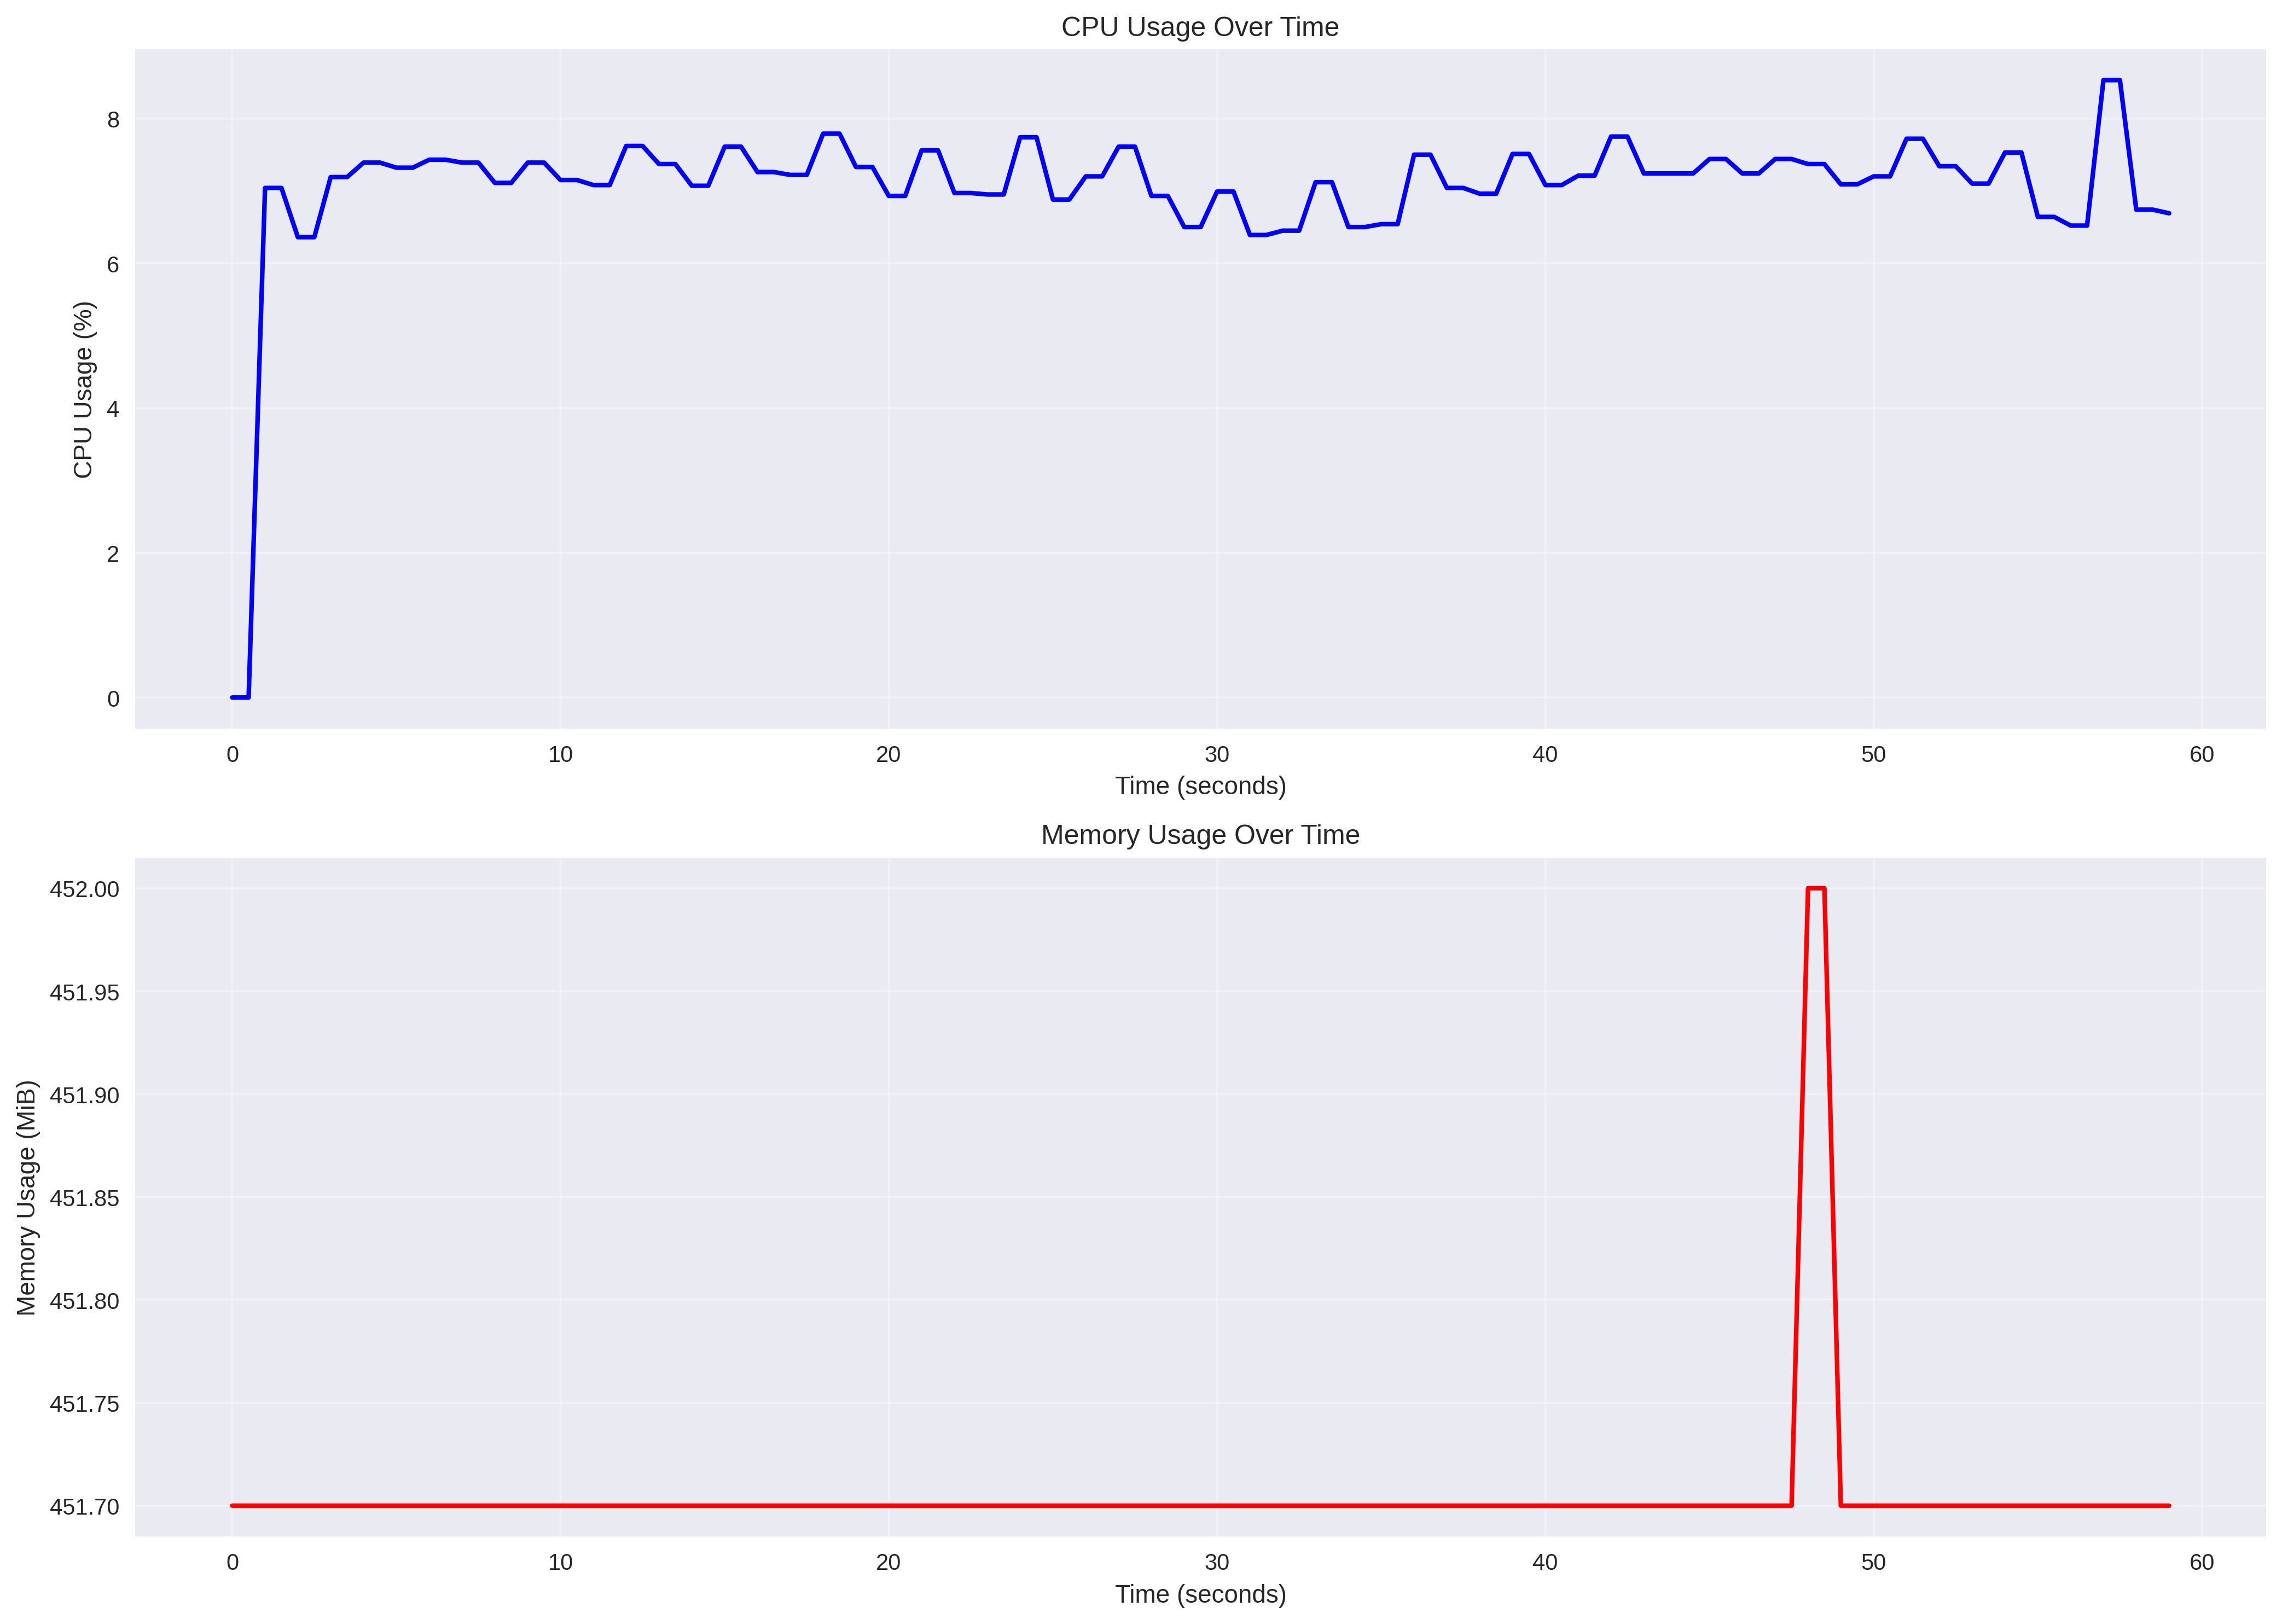 CPU Usage Over Time
CPU Usage (%)
8
6
4
2
0
0 10 20 30 40 50 60
Time (seconds)
Memory Usage Over Time
Memory Usage (MiB)
452.00
451.95
451.90
451.85
451.80
451.75
451.70
0 10 20 30 40 50 60
Time (seconds)